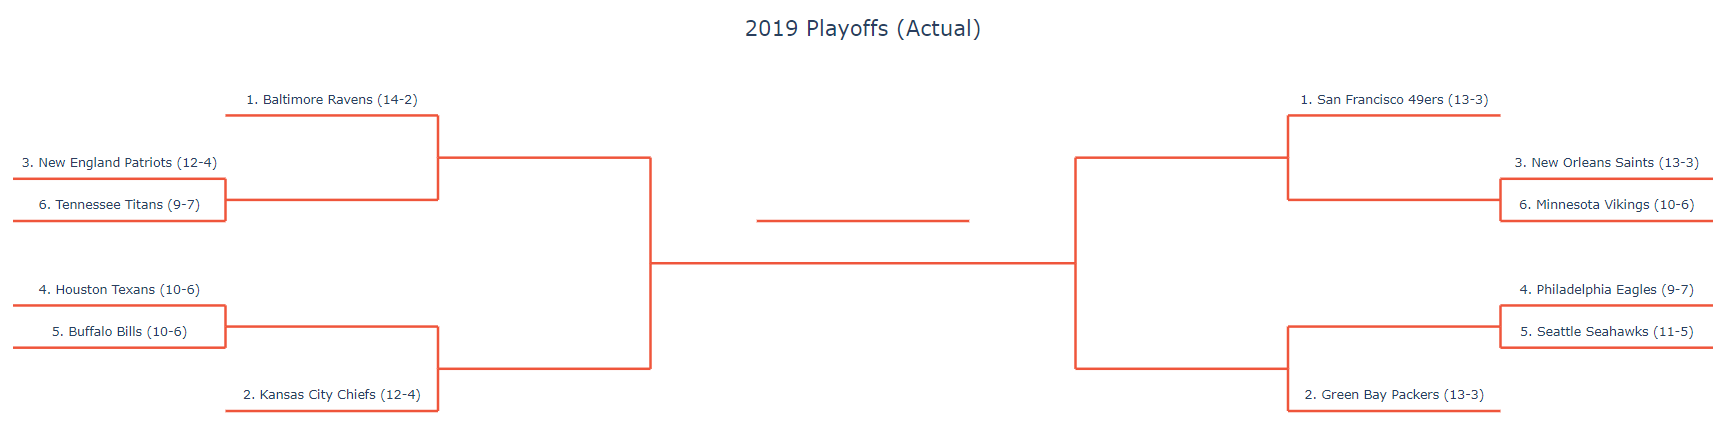 2019 Playoffs (Actual)
1. Baltimore Ravens (14-2)
3. New England Patriots (12-4)
6. Tennessee Titans (9-7)
4. Houston Texans (10-6)
5. Buffalo Bills (10-6)
2. Kansas City Chiefs (12-4)
1. San Francisco 49ers (13-3)
3. New Orleans Saints (13-3)
6. Minnesota Vikings (10-6)
4. Philadelphia Eagles (9-7)
5. Seattle Seahawks (11-5)
2. Green Bay Packers (13-3)